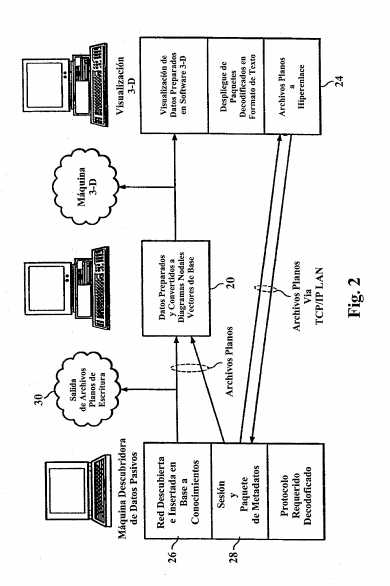 Máquina Descubridora
de Datos Pasivos
30
Salida
de Archivos
Planos de
Escritura
Máquina
3-D
Visualización
3-D
26
Red Descubierta
e Insertada en
Base a
Conocimientos
28
Sesión
y
Paquete
de Metadatos
Protocolo
Requerido
Decodoficado
Archivos Planos
Datos Preparados
y Convertidos a
Diagramas Nodales
Vectores de Base
20
Visualización de
Datos Preparados
en Software 3-D
Despliegue de
Paquetes
Decodificados en
Formato de Texto
Archivos Planos
a
Hiperenlace
24
Archivos Planos
Via
TCP/IP LAN
Fig. 2